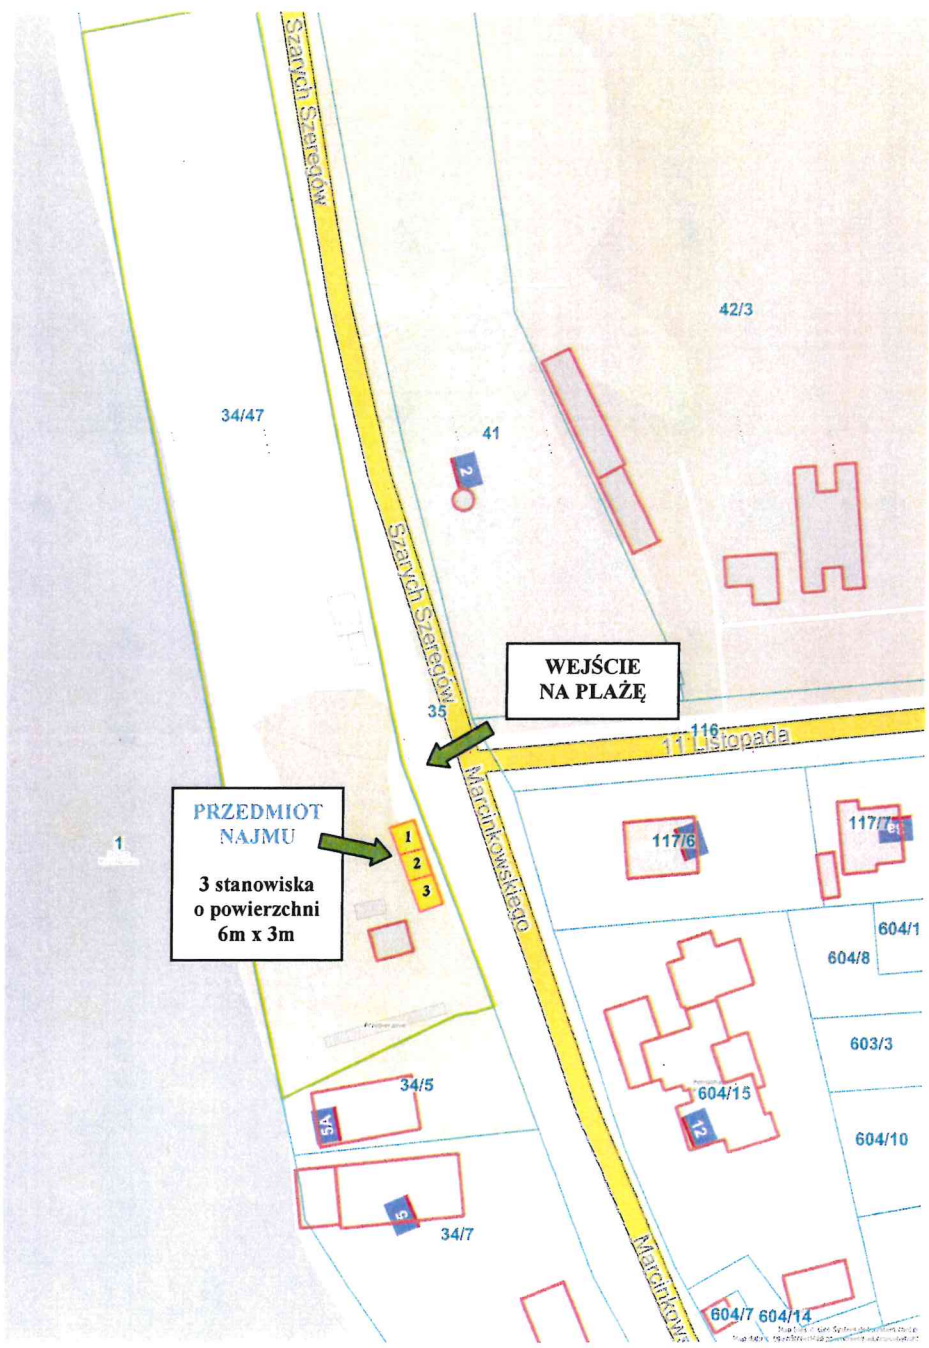 Szarych Szeregów
42/3
34/47
41
2
Szarych Szeregów
WEJŚCIE
NA PLAŻĘ
35
116
11 Listopada
PRZEDMIOT
NAJMU
3 stanowiska
o powierzchni
6m x 3m
1
1
2
3
Marcinkowskiego
117/6
117/7
604/1
604/8
603/3
604/15
12
604/10
34/5
5A
5
34/7
Marcinkows
604/7
604/14